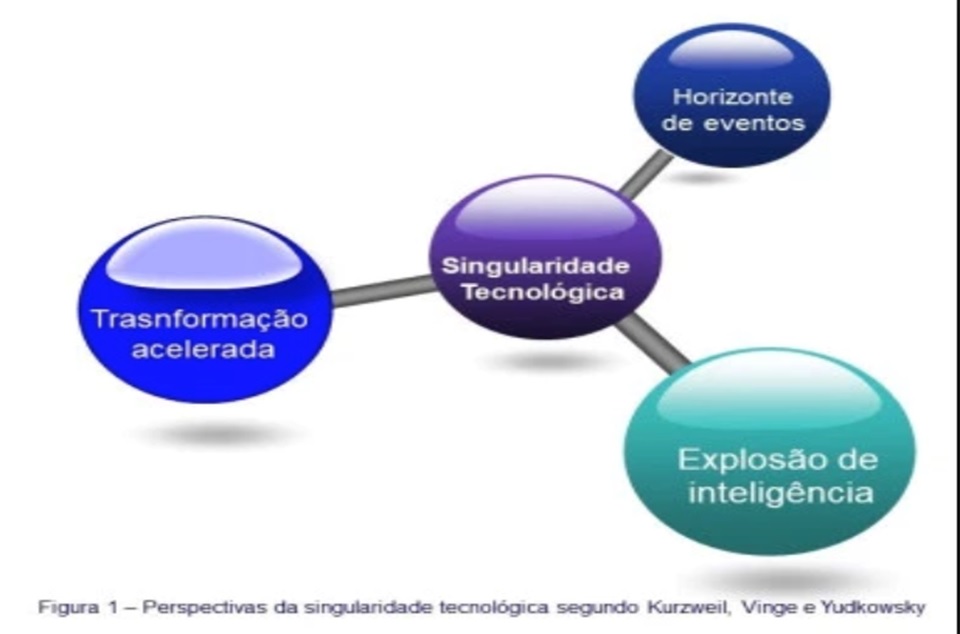 Horizonte
de eventos
Singularidade
Tecnológica
Trasnformação
acelerada
Explosão de
inteligência
Figura 1 – Perspectivas da singularidade tecnológica segundo Kurzweil, Vinge e Yudkowsky